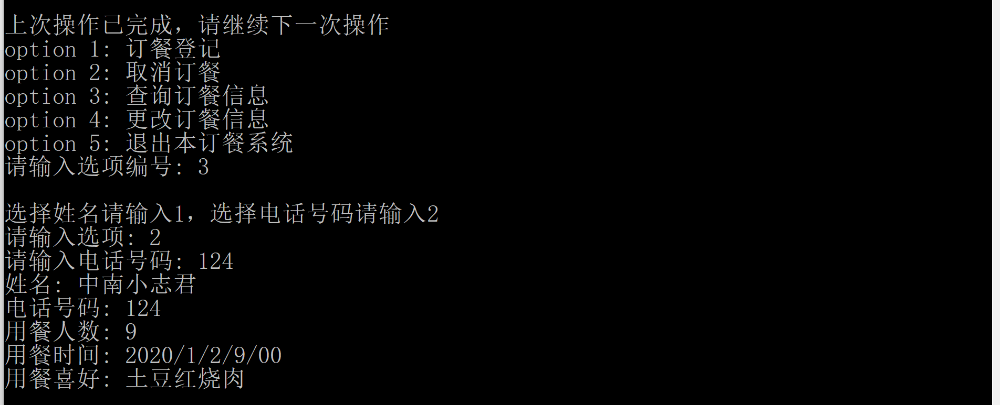 上次操作已完成，请继续下一次操作
option 1: 订餐登记
option 2: 取消订餐
option 3: 查询订餐信息
option 4: 更改订餐信息
option 5: 退出本订餐系统
请输入选项编号: 3
选择姓名请输入1，选择电话号码请输入2
请输入选项: 2
请输入电话号码: 124
姓名: 中南小志君
电话号码: 124
用餐人数: 9
用餐时间: 2020/1/2/9/00
用餐喜好: 土豆红烧肉